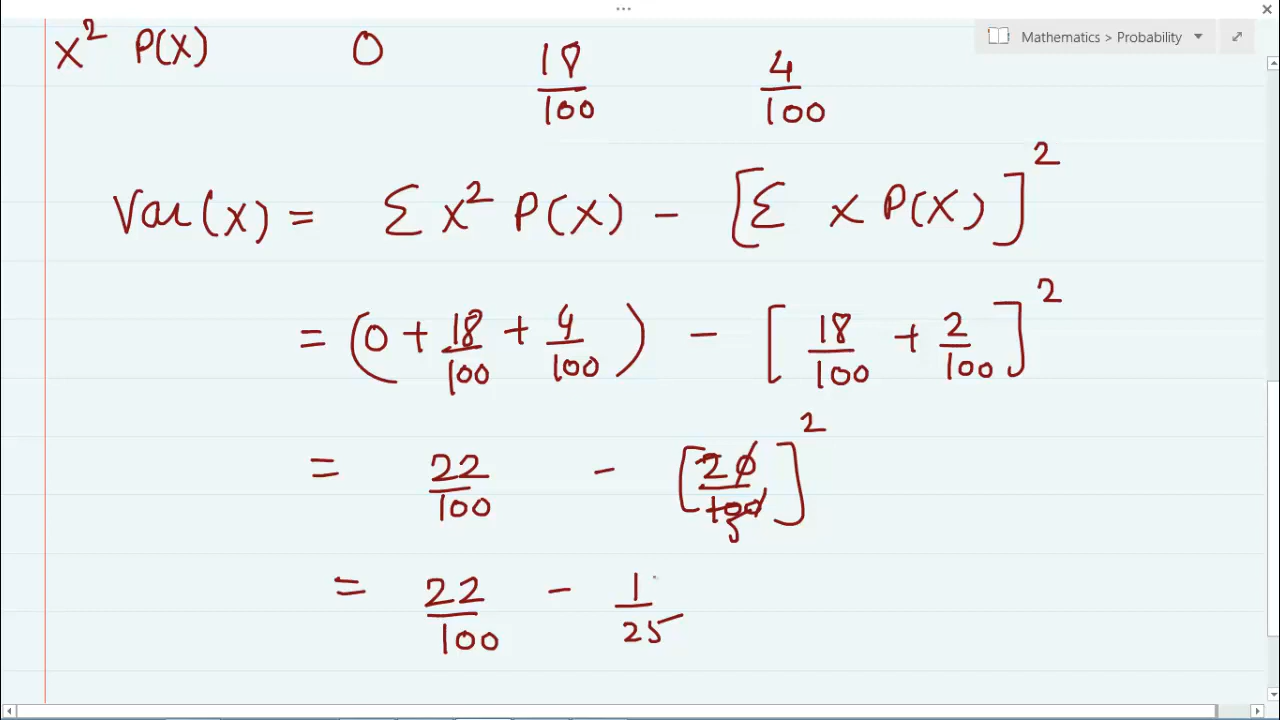 Mathematics > Probability
X² P(X) 0 18/100 4/100
Var(X) = Σ X² P(X) - [Σ X P(X)]²
= (0 + 18/100 + 4/100) - [18/100 + 2/100]²
= 22/100 - [20/100 5]²
= 22/100 - 1/25